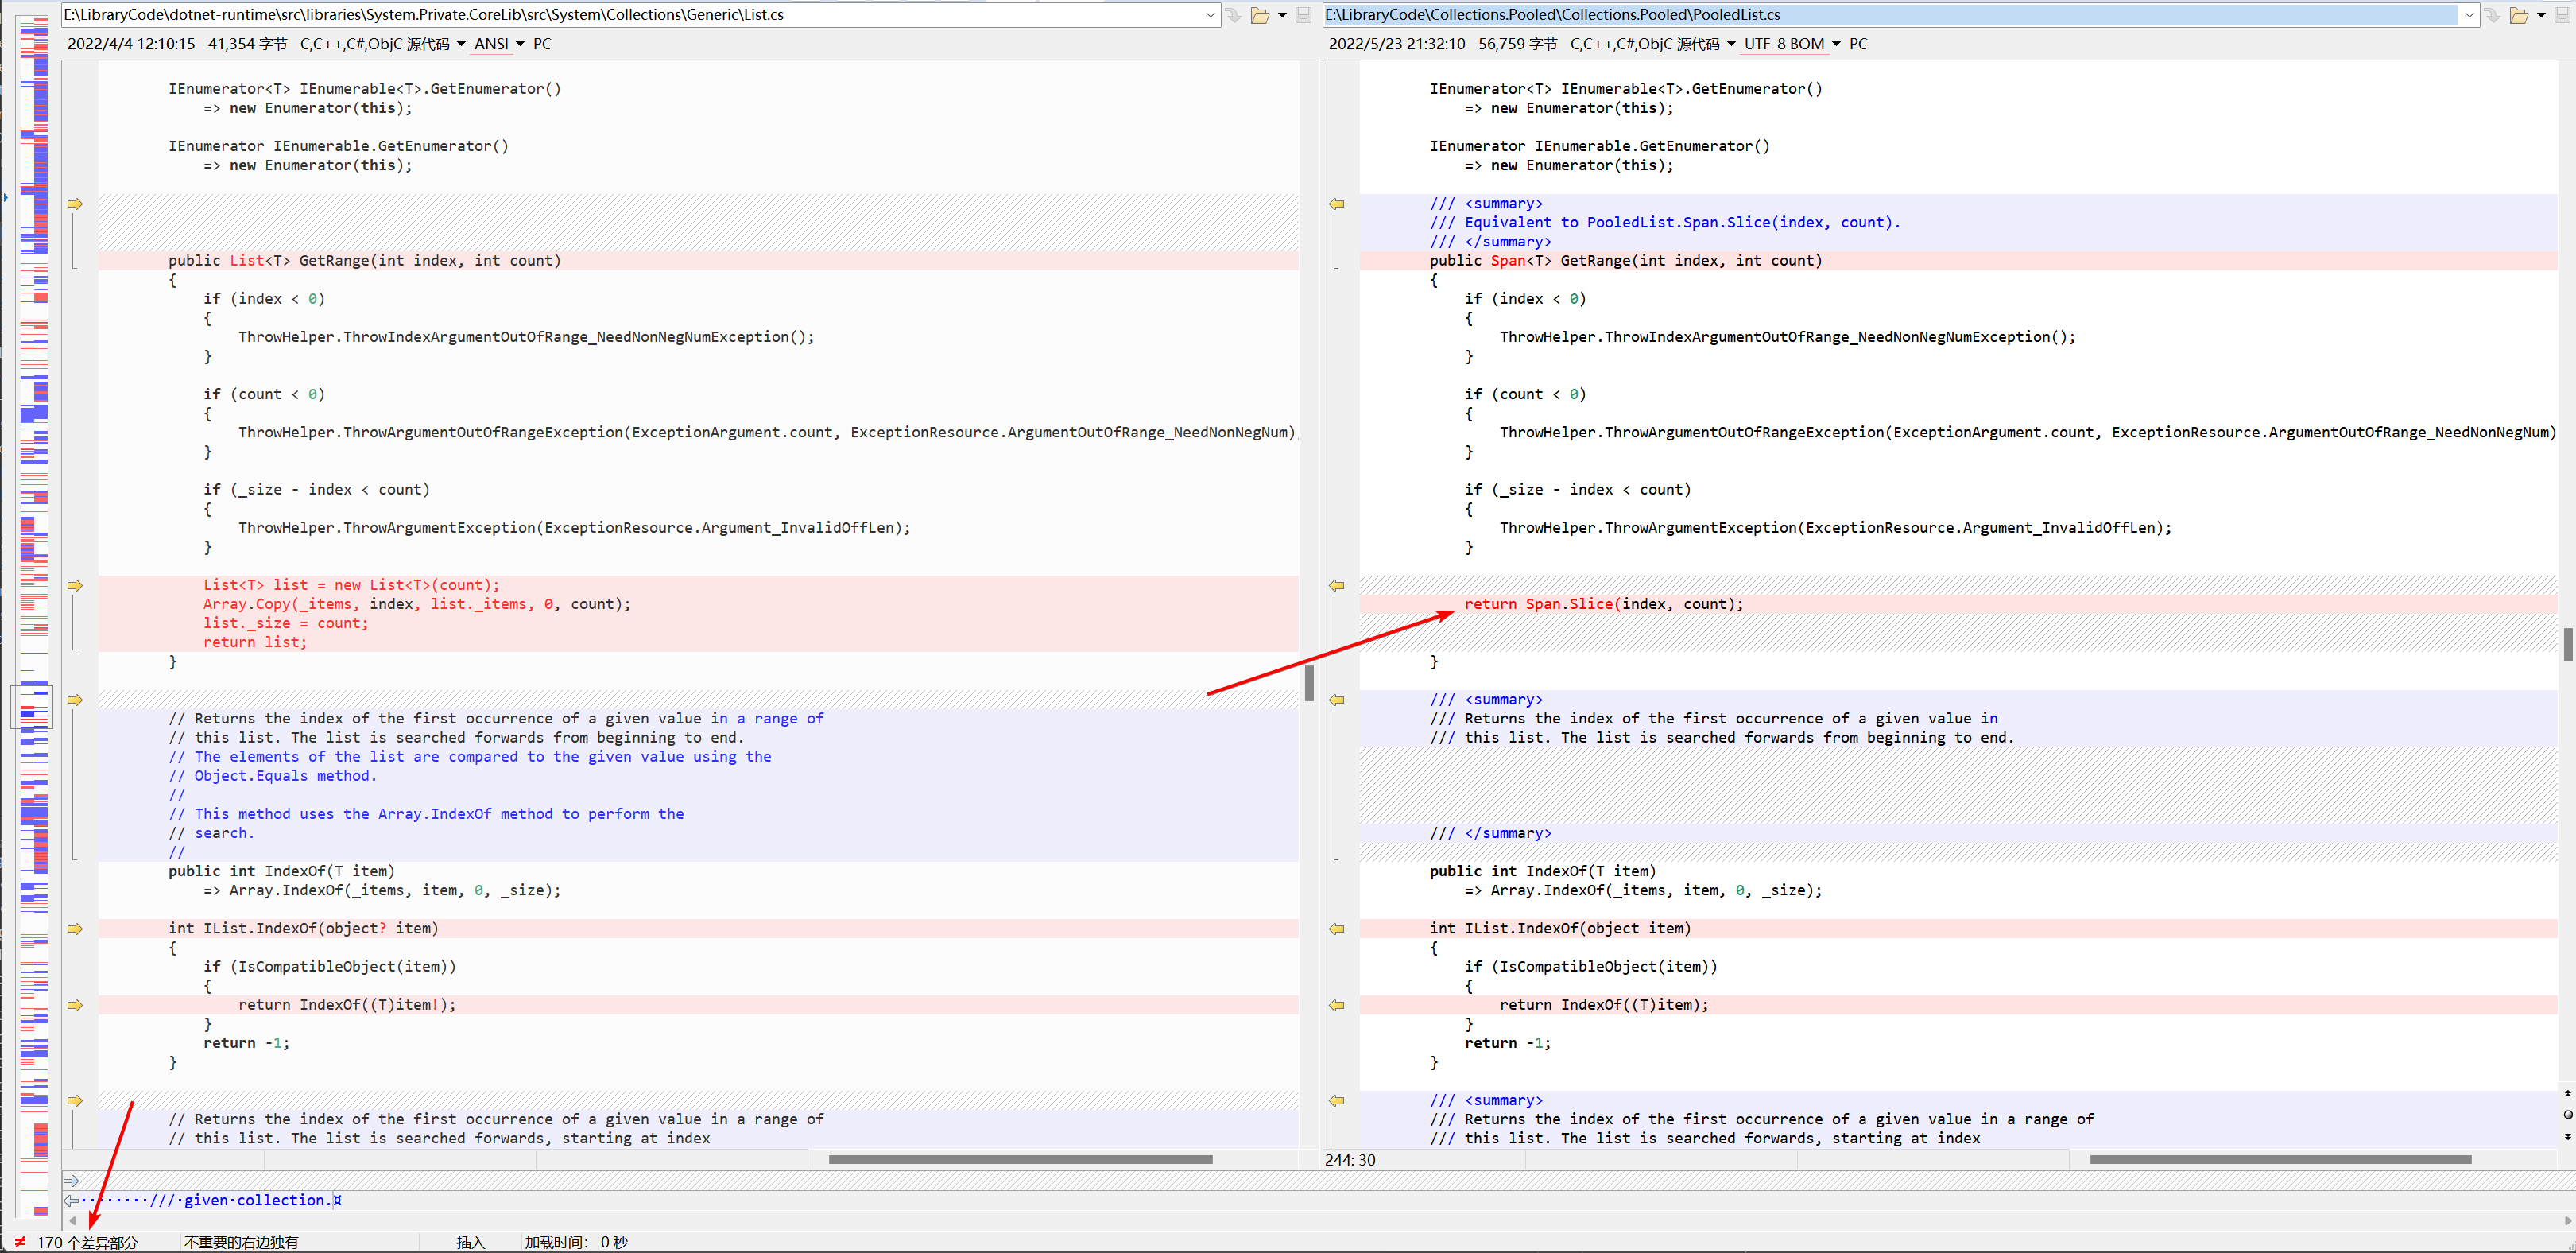 E:\LibraryCode\dotnet-runtime\src\libraries\System.Private.CoreLib\src\System\Collections\Generic\List.cs
2022/4/4 12:10:15 41,354 字节 C,C++,C#,ObjC 源代码 ANSI PC
IEnumerator<T> IEnumerable<T>.GetEnumerator()
=> new Enumerator(this);
IEnumerator IEnumerable.GetEnumerator()
=> new Enumerator(this);
public List<T> GetRange(int index, int count)
{
if (index < 0)
{
ThrowHelper.ThrowIndexArgumentOutOfRange_NeedNonNegNumException();
}
if (count < 0)
{
ThrowHelper.ThrowArgumentOutOfRangeException(ExceptionArgument.count, ExceptionResource.ArgumentOutOfRange_NeedNonNegNum)
}
if (_size - index < count)
{
ThrowHelper.ThrowArgumentException(ExceptionResource.Argument_InvalidOffLen);
}
List<T> list = new List<T>(count);
Array.Copy(_items, index, list._items, 0, count);
list._size = count;
return list;
}
// Returns the index of the first occurrence of a given value in a range of
// this list. The list is searched forwards from beginning to end.
// The elements of the list are compared to the given value using the
// Object.Equals method.
//
// This method uses the Array.IndexOf method to perform the
// search.
//
public int IndexOf(T item)
=> Array.IndexOf(_items, item, 0, _size);
int IList.IndexOf(object? item)
{
if (IsCompatibleObject(item))
{
return IndexOf((T)item!);
}
return -1;
}
// Returns the index of the first occurrence of a given value in a range of
// this list. The list is searched forwards, starting at index
E:\LibraryCode\Collections.Pooled\Collections.Pooled\PooledList.cs
2022/5/23 21:32:10 56,759 字节 C,C++,C#,ObjC 源代码 UTF-8 BOM PC
IEnumerator<T> IEnumerable<T>.GetEnumerator()
=> new Enumerator(this);
IEnumerator IEnumerable.GetEnumerator()
=> new Enumerator(this);
/// <summary>
/// Equivalent to PooledList.Span.Slice(index, count).
/// </summary>
public Span<T> GetRange(int index, int count)
{
if (index < 0)
{
ThrowHelper.ThrowIndexArgumentOutOfRange_NeedNonNegNumException();
}
if (count < 0)
{
ThrowHelper.ThrowArgumentOutOfRangeException(ExceptionArgument.count, ExceptionResource.ArgumentOutOfRange_NeedNonNegNum)
}
if (_size - index < count)
{
ThrowHelper.ThrowArgumentException(ExceptionResource.Argument_InvalidOffLen);
}
return Span.Slice(index, count);
}
/// <summary>
/// Returns the index of the first occurrence of a given value in
/// this list. The list is searched forwards from beginning to end.
/// </summary>
public int IndexOf(T item)
=> Array.IndexOf(_items, item, 0, _size);
int IList.IndexOf(object item)
{
if (IsCompatibleObject(item))
{
return IndexOf((T)item);
}
return -1;
}
/// <summary>
/// Returns the index of the first occurrence of a given value in a range of
/// this list. The list is searched forwards, starting at index
244: 30
········///·given·collection.¤
≠ 170 个差异部分 不重要的右边独有 插入 加载时间: 0 秒